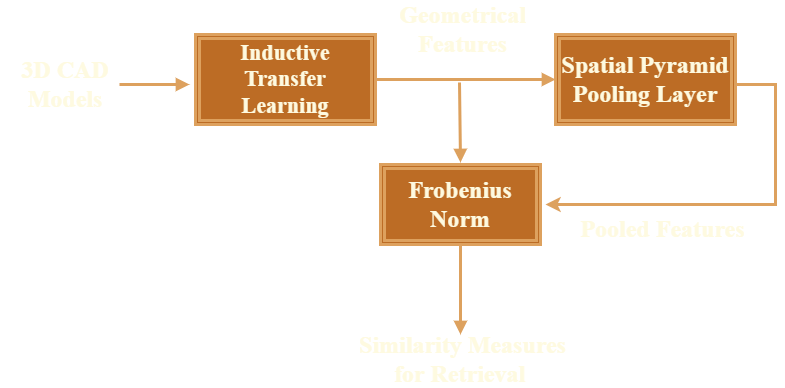 3D CAD
Models
Inductive
Transfer
Learning
Geometrical
Features
Spatial Pyramid
Pooling Layer
Frobenius
Norm
Pooled Features
Similarity Measures
for Retrieval